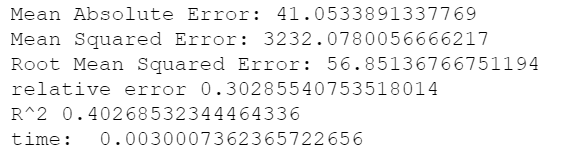 Mean Absolute Error: 41.0533891337769
Mean Squared Error: 3232.0780056666217
Root Mean Squared Error: 56.85136766751194
relative error 0.30285540753518014
R^2 0.40268532344464336
time:  0.0030007362365722656